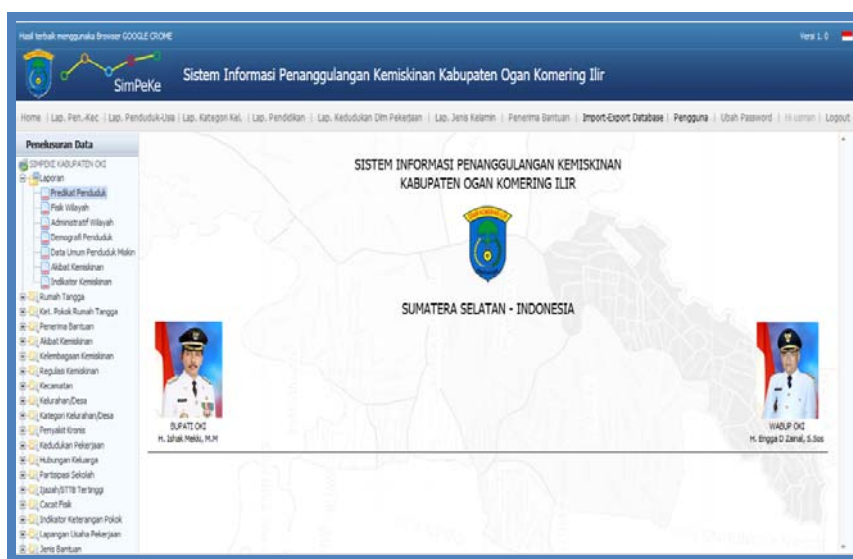 Hasil terbaik menggunaka Browser GOOGLE CROME
Versi 1. 0
SimPeKe
Sistem Informasi Penanggulangan Kemiskinan Kabupaten Ogan Komering Ilir
Home | Lap. Pen.-Kec | Lap. Penduduk-Usa | Lap. Kategori Kel. | Lap. Pendidikan | Lap. Kedudukan Dlm Pekerjaan | Lap. Jenis Kelamin | Penerima Bantuan | Import-Export Database | Pengguna | Ubah Password | Hi usman | Logout
Penelusuran Data
SIMPEKE KABUPATEN OKI
Laporan
Predikat Penduduk
Fisik Wilayah
Administratif Wilayah
Demografi Penduduk
Data Umum Penduduk Miskin
Akibat Kemiskinan
Indikator Kemiskinan
Rumah Tangga
Ket. Pokok Rumah Tangga
Penerima Bantuan
Akibat Kemiskinan
Kelembagaan Kemiskinan
Regulasi Kemiskinan
Kecamatan
Kelurahan/Desa
Kategori Kelurahan/Desa
Penyakit Kronis
Kedudukan Pekerjaan
Hubungan Keluarga
Partisipasi Sekolah
Ijazah/STTB Tertinggi
Cacat Fisik
Indikator Keterangan Pokok
Lapangan Usaha Pekerjaan
Jenis Bantuan
SISTEM INFORMASI PENANGGULANGAN KEMISKINAN
KABUPATEN OGAN KOMERING ILIR
SUMATERA SELATAN - INDONESIA
BUPATI OKI
H. Ishak Mekki, M.M
WABUP OKI
H. Engga D Zainal, S.Sos